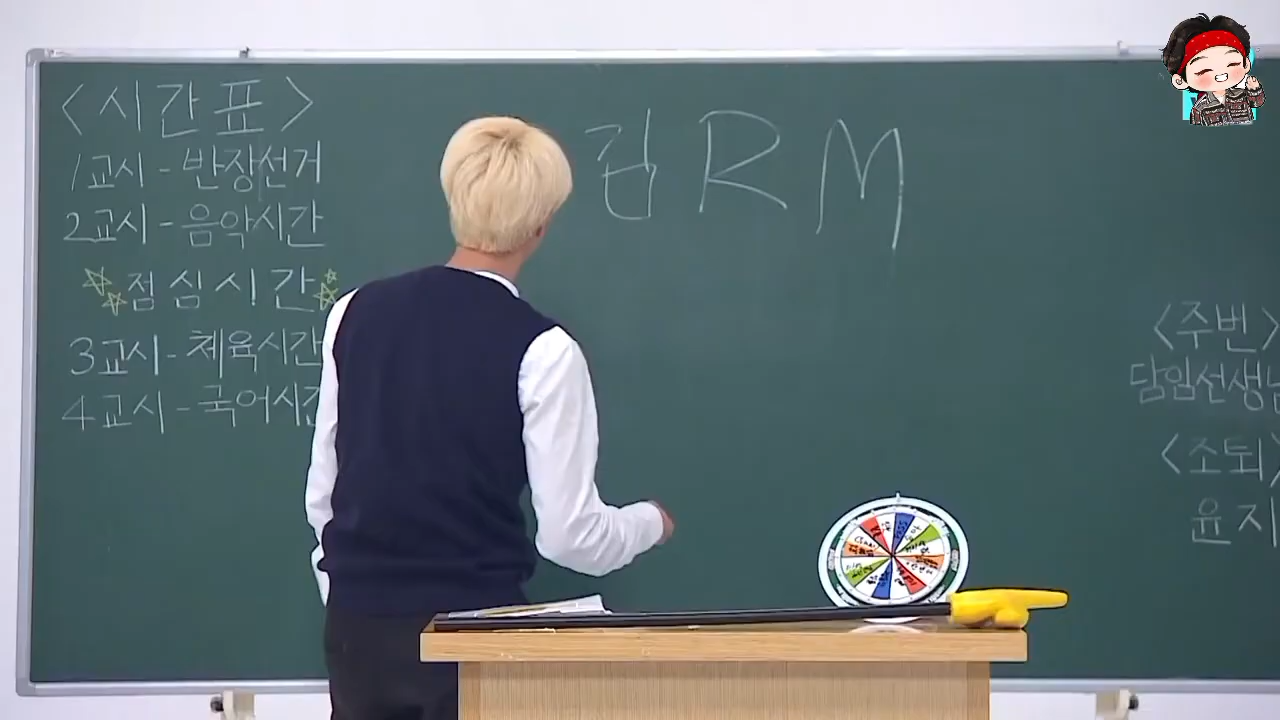 <시간표>
1교시 - 반장선거
2교시 - 음악시간
점심시간
3교시 - 체육시간
4교시 - 국어시간
김RM
<주번>
담임선생님
<소퇴>
윤지